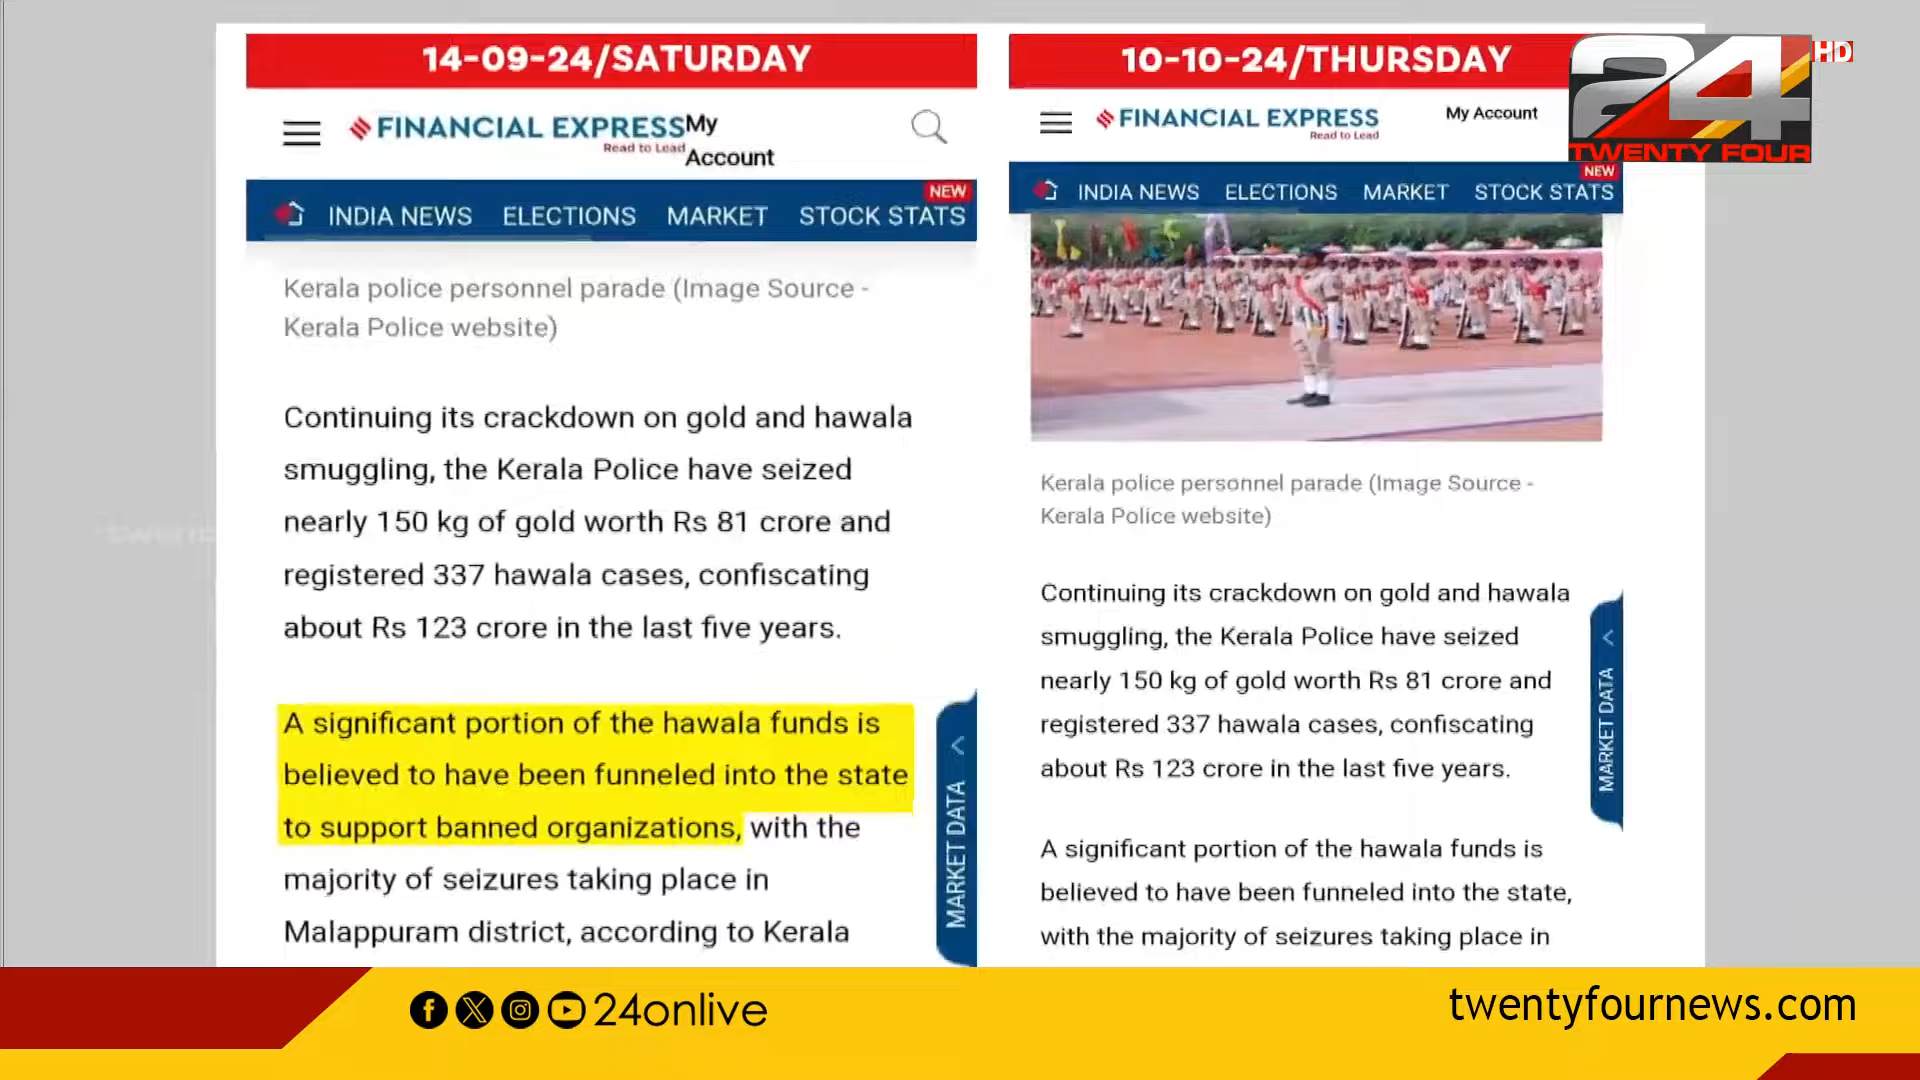 14-09-24/SATURDAY
FINANCIAL EXPRESS
Read to Lead
My
Account
NEW
INDIA NEWS ELECTIONS MARKET STOCK STATS
Kerala police personnel parade (Image Source -
Kerala Police website)
Continuing its crackdown on gold and hawala
smuggling, the Kerala Police have seized
nearly 150 kg of gold worth Rs 81 crore and
registered 337 hawala cases, confiscating
about Rs 123 crore in the last five years.
A significant portion of the hawala funds is
believed to have been funneled into the state
to support banned organizations, with the
majority of seizures taking place in
Malappuram district, according to Kerala
MARKET DATA
10-10-24/THURSDAY
FINANCIAL EXPRESS
Read to Lead
My Account
NEW
INDIA NEWS ELECTIONS MARKET STOCK STATS
Kerala police personnel parade (Image Source -
Kerala Police website)
Continuing its crackdown on gold and hawala
smuggling, the Kerala Police have seized
nearly 150 kg of gold worth Rs 81 crore and
registered 337 hawala cases, confiscating
about Rs 123 crore in the last five years.
A significant portion of the hawala funds is
believed to have been funneled into the state,
with the majority of seizures taking place in
MARKET DATA
24 HD
TWENTY FOUR
24onlive
twentyfournews.com